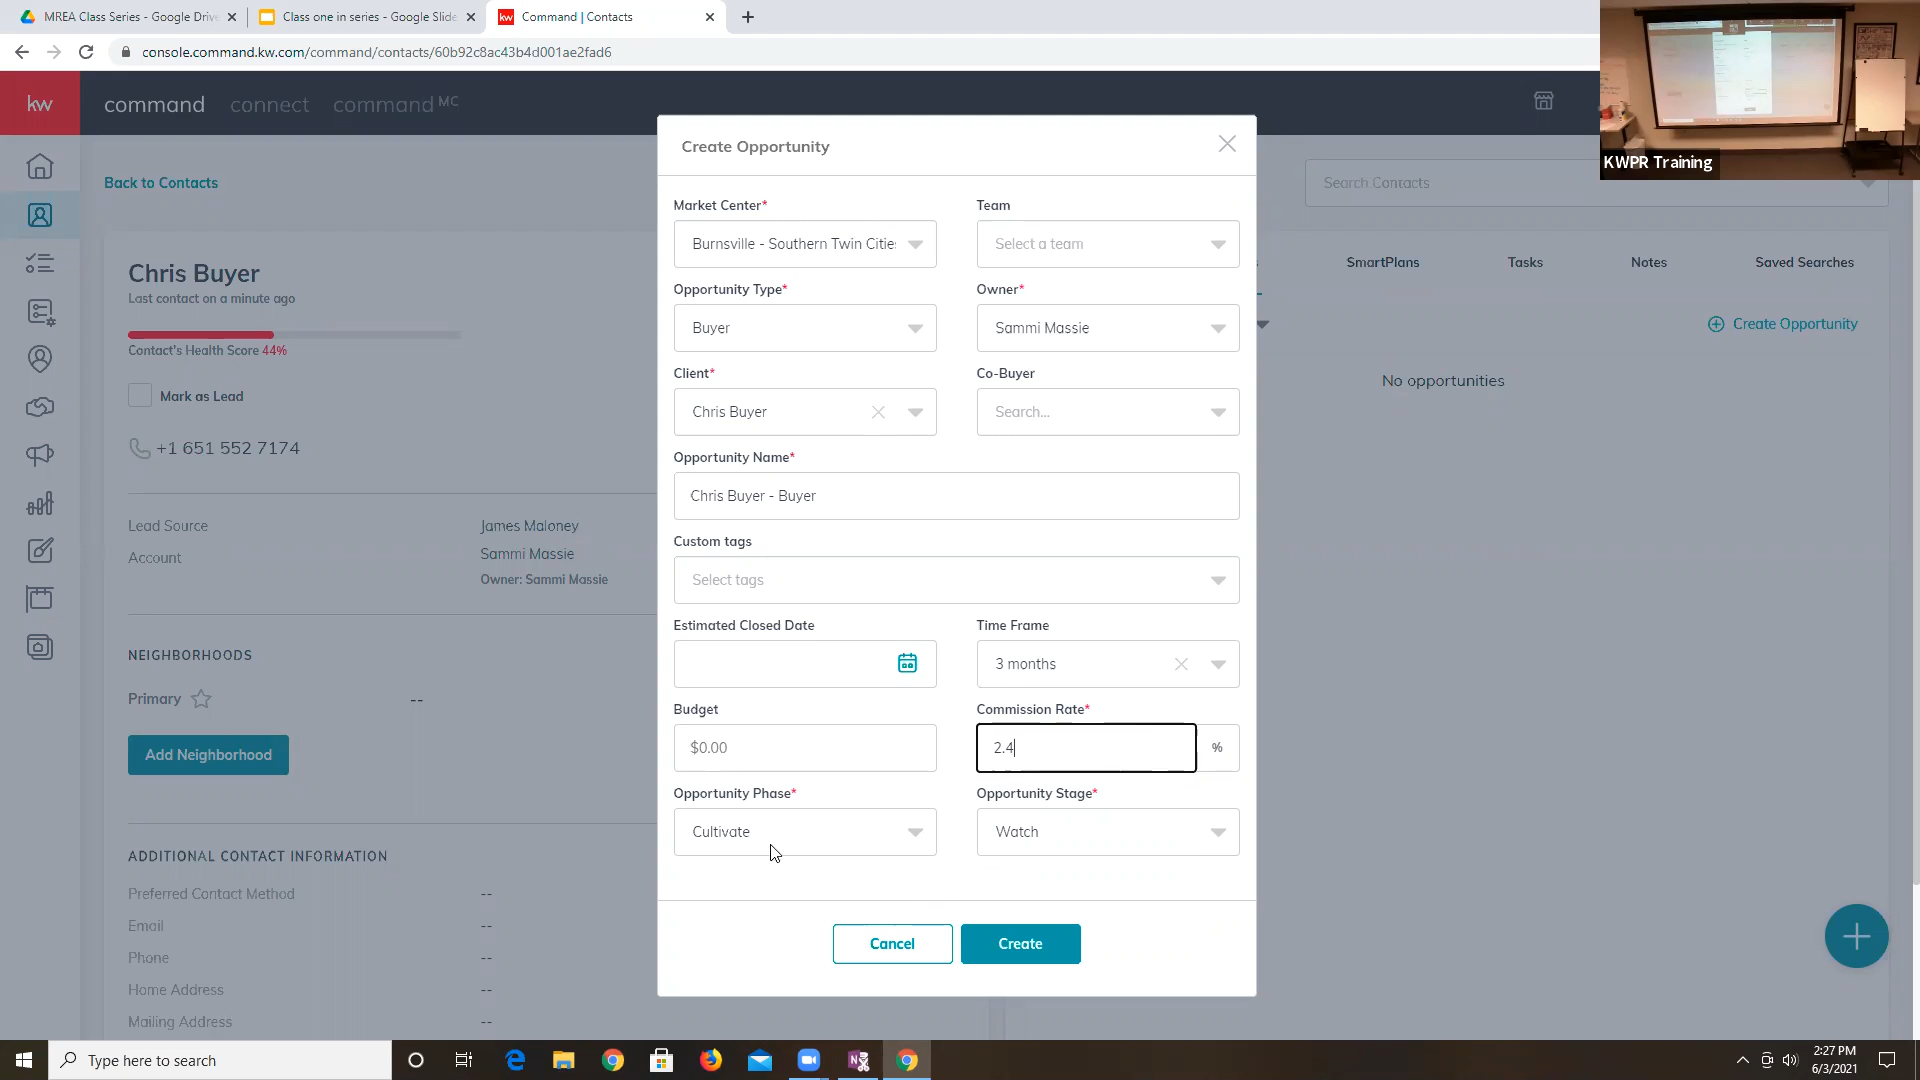 MREA Class Series - Google Drive
Class one in series - Google Slide
kw
Command | Contacts
console.command.kw.com/command/contacts/60b92c8ac43b4d001ae2fad6
kw
command
connect
command MC
KWPR Training
Back to Contacts
Search Contacts
Chris Buyer
Last contact on a minute ago
Contact's Health Score 44%
Mark as Lead
+1 651 552 7174
Lead Source
James Maloney
Account
Sammi Massie
Owner: Sammi Massie
NEIGHBORHOODS
Primary
--
Add Neighborhood
ADDITIONAL CONTACT INFORMATION
Preferred Contact Method
--
Email
--
Phone
--
Home Address
--
Mailing Address
--
Create Opportunity
Market Center*
Team
Burnsville - Southern Twin Cities
Select a team
Opportunity Type*
Owner*
Buyer
Sammi Massie
Client*
Co-Buyer
Chris Buyer
Search...
Opportunity Name*
Chris Buyer - Buyer
Custom tags
Select tags
Estimated Closed Date
Time Frame
3 months
Budget
Commission Rate*
$0.00
2.4
%
Opportunity Phase*
Opportunity Stage*
Cultivate
Watch
Cancel
Create
SmartPlans
Tasks
Notes
Saved Searches
Create Opportunity
No opportunities
Type here to search
2:27 PM
6/3/2021